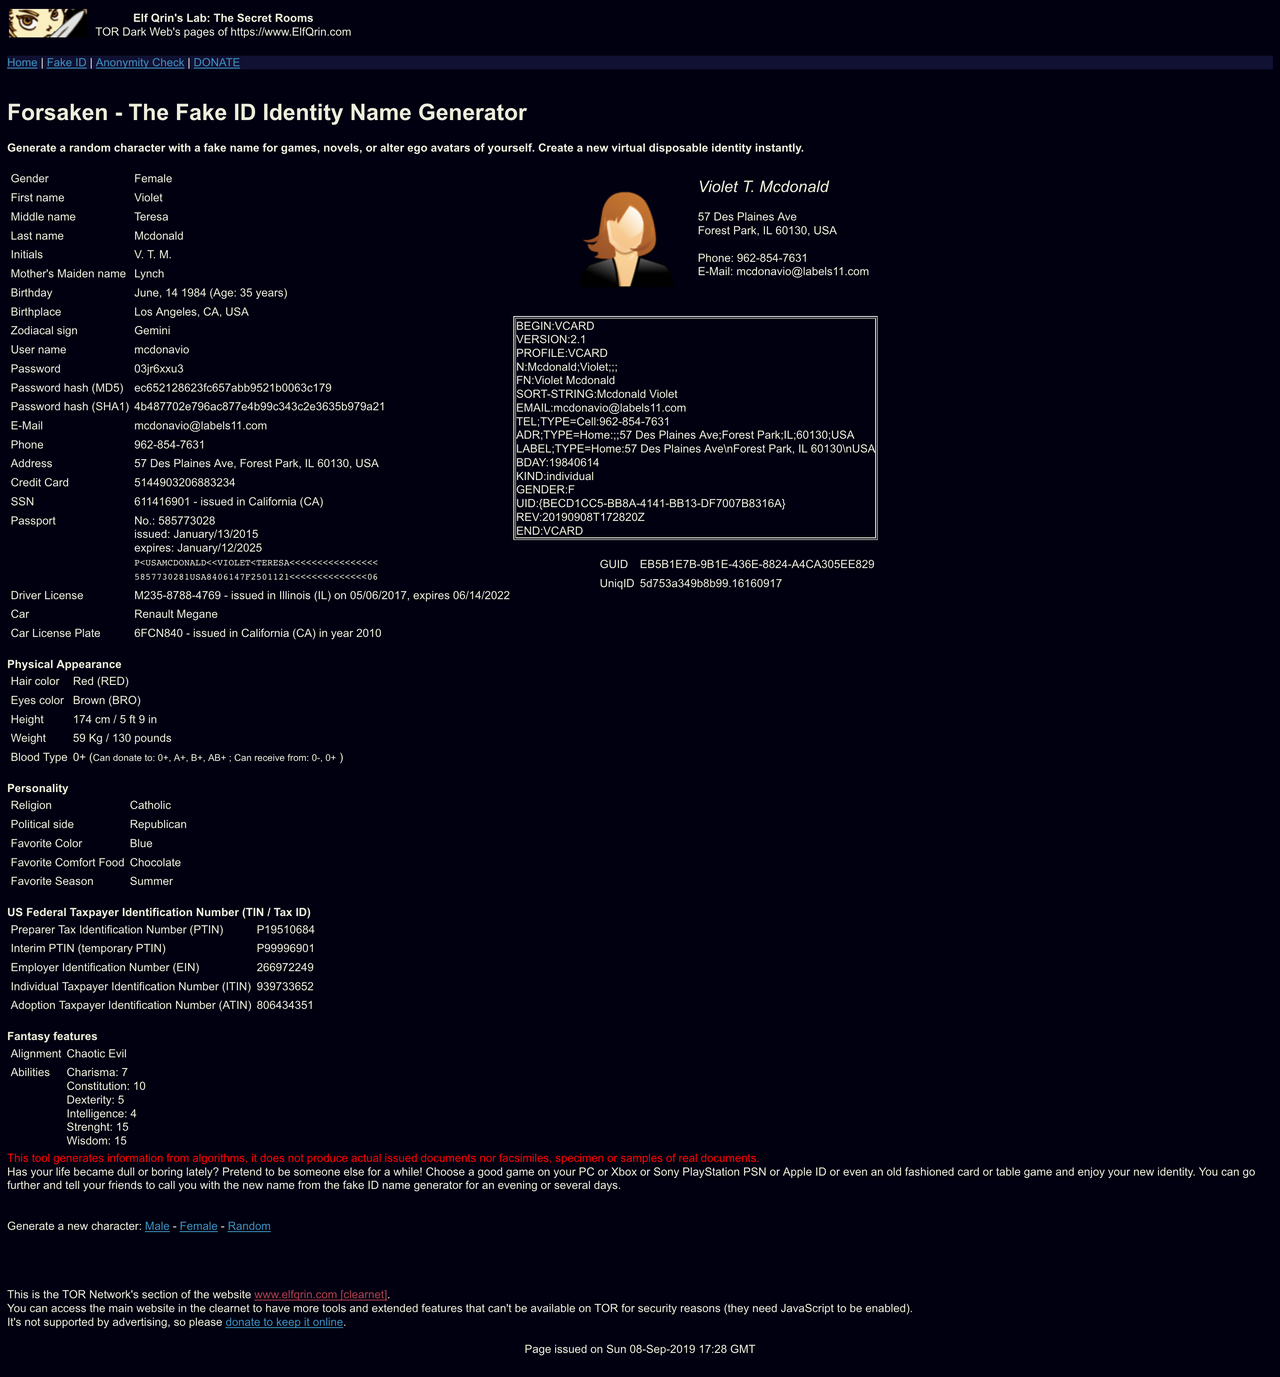 Elf Qrin's Lab: The Secret Rooms
TOR Dark Web's pages of https://www.ElfQrin.com
Home | Fake ID | Anonymity Check | DONATE
Forsaken - The Fake ID Identity Name Generator
Generate a random character with a fake name for games, novels, or alter ego avatars of yourself. Create a new virtual disposable identity instantly.
Gender Female
First name Violet
Middle name Teresa
Last name Mcdonald
Initials V. T. M.
Mother's Maiden name Lynch
Birthday June, 14 1984 (Age: 35 years)
Birthplace Los Angeles, CA, USA
Zodiacal sign Gemini
User name mcdonavio
Password 03jr6xxu3
Password hash (MD5) ec652128623fc657abb9521b0063c179
Password hash (SHA1) 4b487702e796ac877e4b99c343c2e3635b979a21
E-Mail mcdonavio@labels11.com
Phone 962-854-7631
Address 57 Des Plaines Ave, Forest Park, IL 60130, USA
Credit Card 5144903206883234
SSN 611416901 - issued in California (CA)
Passport No.: 585773028
issued: January/13/2015
expires: January/12/2025
P<USAMCDONALD<<VIOLET<TERESA<<<<<<<<<<<<<<<<
5857730281USA8406147F2501121<<<<<<<<<<<<<<06
Driver License M235-8788-4769 - issued in Illinois (IL) on 05/06/2017, expires 06/14/2022
Car Renault Megane
Car License Plate 6FCN840 - issued in California (CA) in year 2010
Violet T. Mcdonald
57 Des Plaines Ave
Forest Park, IL 60130, USA
Phone: 962-854-7631
E-Mail: mcdonavio@labels11.com
BEGIN:VCARD
VERSION:2.1
PROFILE:VCARD
N:Mcdonald;Violet;;;
FN:Violet Mcdonald
SORT-STRING:Mcdonald Violet
EMAIL:mcdonavio@labels11.com
TEL;TYPE=Cell:962-854-7631
ADR;TYPE=Home:;;57 Des Plaines Ave;Forest Park;IL;60130;USA
LABEL;TYPE=Home:57 Des Plaines Ave\nForest Park, IL 60130\nUSA
BDAY:19840614
KIND:individual
GENDER:F
UID:{BECD1CC5-BB8A-4141-BB13-DF7007B8316A}
REV:20190908T172820Z
END:VCARD
GUID EB5B1E7B-9B1E-436E-8824-A4CA305EE829
UniqID 5d753a349b8b99.16160917
Physical Appearance
Hair color Red (RED)
Eyes color Brown (BRO)
Height 174 cm / 5 ft 9 in
Weight 59 Kg / 130 pounds
Blood Type 0+ (Can donate to: 0+, A+, B+, AB+ ; Can receive from: 0-, 0+ )
Personality
Religion Catholic
Political side Republican
Favorite Color Blue
Favorite Comfort Food Chocolate
Favorite Season Summer
US Federal Taxpayer Identification Number (TIN / Tax ID)
Preparer Tax Identification Number (PTIN) P19510684
Interim PTIN (temporary PTIN) P99996901
Employer Identification Number (EIN) 266972249
Individual Taxpayer Identification Number (ITIN) 939733652
Adoption Taxpayer Identification Number (ATIN) 806434351
Fantasy features
Alignment Chaotic Evil
Abilities Charisma: 7
Constitution: 10
Dexterity: 5
Intelligence: 4
Strenght: 15
Wisdom: 15
This tool generates information from algorithms, it does not produce actual issued documents nor facsimiles, specimen or samples of real documents.
Has your life became dull or boring lately? Pretend to be someone else for a while! Choose a good game on your PC or Xbox or Sony PlayStation PSN or Apple ID or even an old fashioned card or table game and enjoy your new identity. You can go
further and tell your friends to call you with the new name from the fake ID name generator for an evening or several days.
Generate a new character: Male - Female - Random
This is the TOR Network's section of the website www.elfqrin.com [clearnet].
You can access the main website in the clearnet to have more tools and extended features that can't be available on TOR for security reasons (they need JavaScript to be enabled).
It's not supported by advertising, so please donate to keep it online.
Page issued on Sun 08-Sep-2019 17:28 GMT